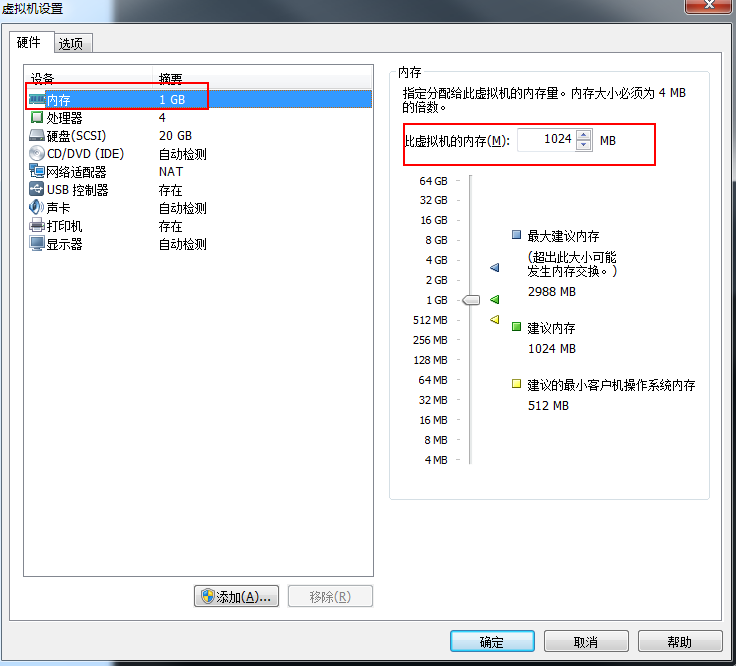 虚拟机设置
硬件 选项
设备 摘要
内存 1 GB
处理器 4
硬盘(SCSI) 20 GB
CD/DVD (IDE) 自动检测
网络适配器 NAT
USB 控制器 存在
声卡 自动检测
打印机 存在
显示器 自动检测
添加(A)... 移除(R)
内存
指定分配给此虚拟机的内存量。内存大小必须为 4 MB
的倍数。
此虚拟机的内存(M): 1024 MB
64 GB
32 GB
16 GB
8 GB
4 GB
2 GB
1 GB
512 MB
256 MB
128 MB
64 MB
32 MB
16 MB
8 MB
4 MB
最大建议内存
(超出此大小可能
发生内存交换。)
2988 MB
建议内存
1024 MB
建议的最小客户机操作系统内存
512 MB
确定 取消 帮助